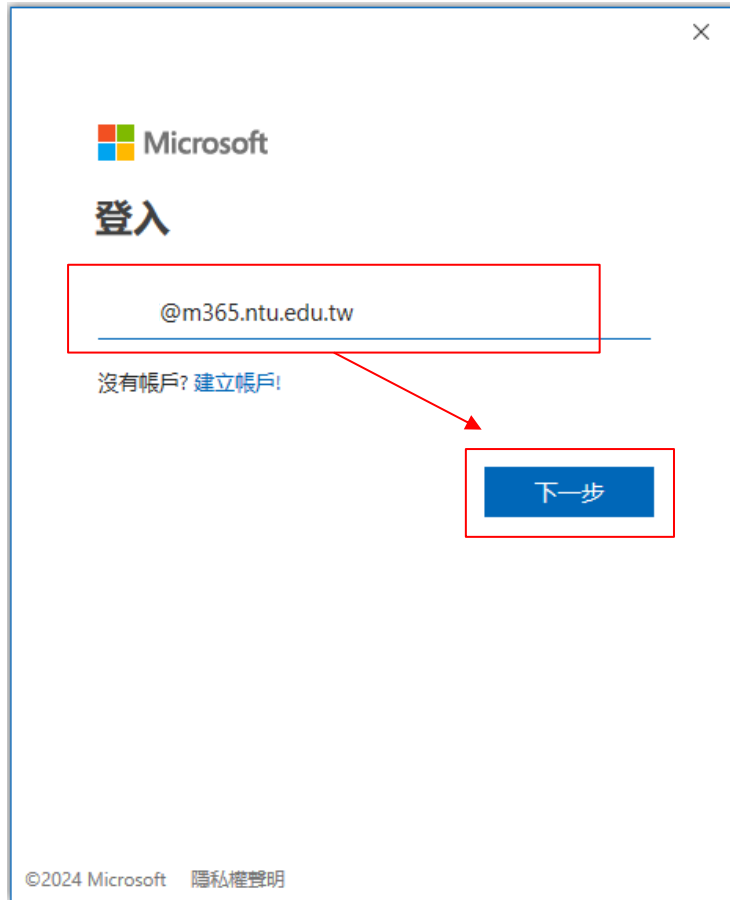 Microsoft
登入
@m365.ntu.edu.tw
沒有帳戶? 建立帳戶!
下一步
©2024 Microsoft 隱私權聲明